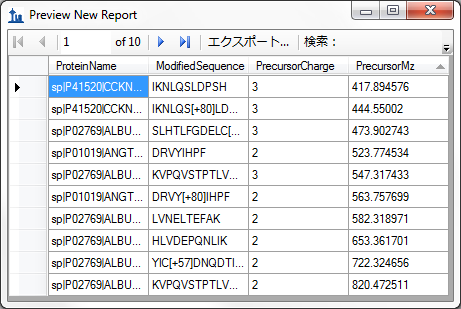 Preview New Report
1 of 10 エクスポート... 検索：
ProteinName ModifiedSequence PrecursorCharge PrecursorMz
sp|P41520|CCKN... IKNLQSLDPSH 3 417.894576
sp|P41520|CCKN... IKNLQS[+80]LD... 3 444.55002
sp|P02769|ALBU... SLHTLFGDELC[... 3 473.902743
sp|P01019|ANGT... DRVYIHPF 2 523.774534
sp|P02769|ALBU... KVPQVSTPTLV... 3 547.317433
sp|P01019|ANGT... DRVY[+80]IHPF 2 563.757699
sp|P02769|ALBU... LVNELTEFAK 2 582.318971
sp|P02769|ALBU... HLVDEPQNLIK 2 653.361701
sp|P02769|ALBU... YIC[+57]DNQDTI... 2 722.324656
sp|P02769|ALBU... KVPQVSTPTLV... 2 820.472511